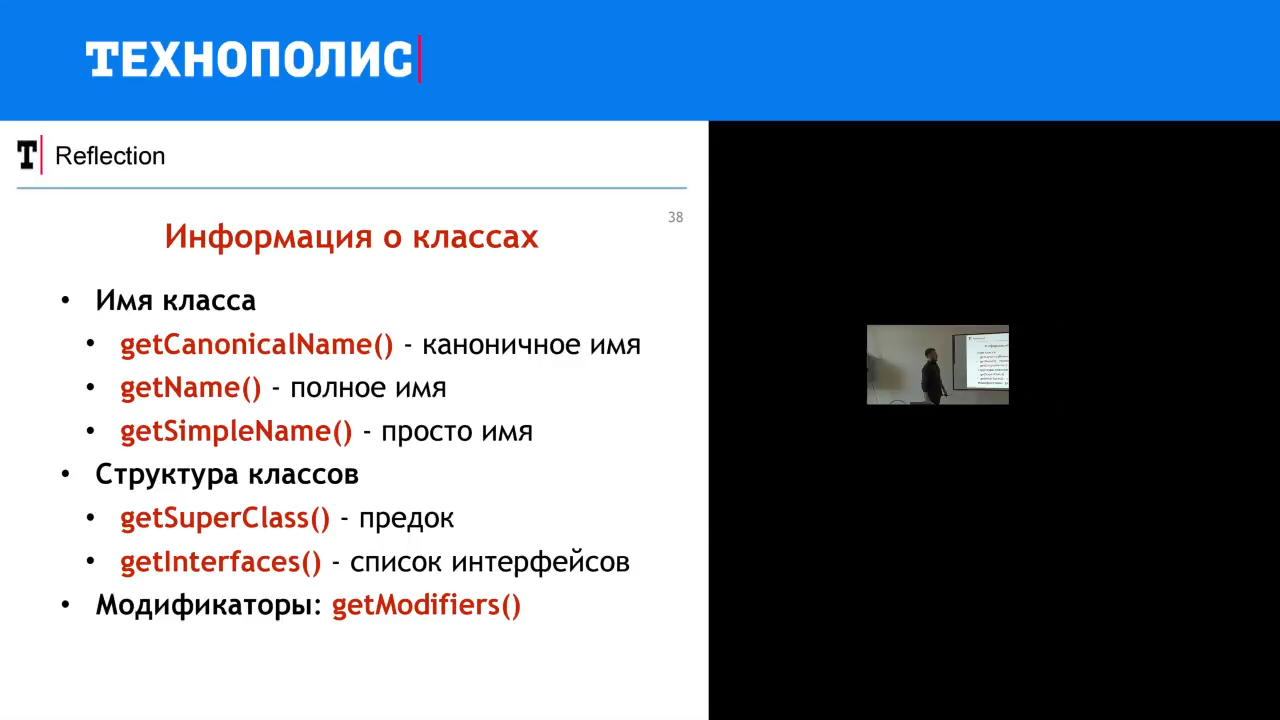 ТЕХНОПОЛИС
T Reflection
38
Информация о классах
• Имя класса
• getCanonicalName() - каноничное имя
• getName() - полное имя
• getSimpleName() - просто имя
• Структура классов
• getSuperClass() - предок
• getInterfaces() - список интерфейсов
• Модификаторы: getModifiers()